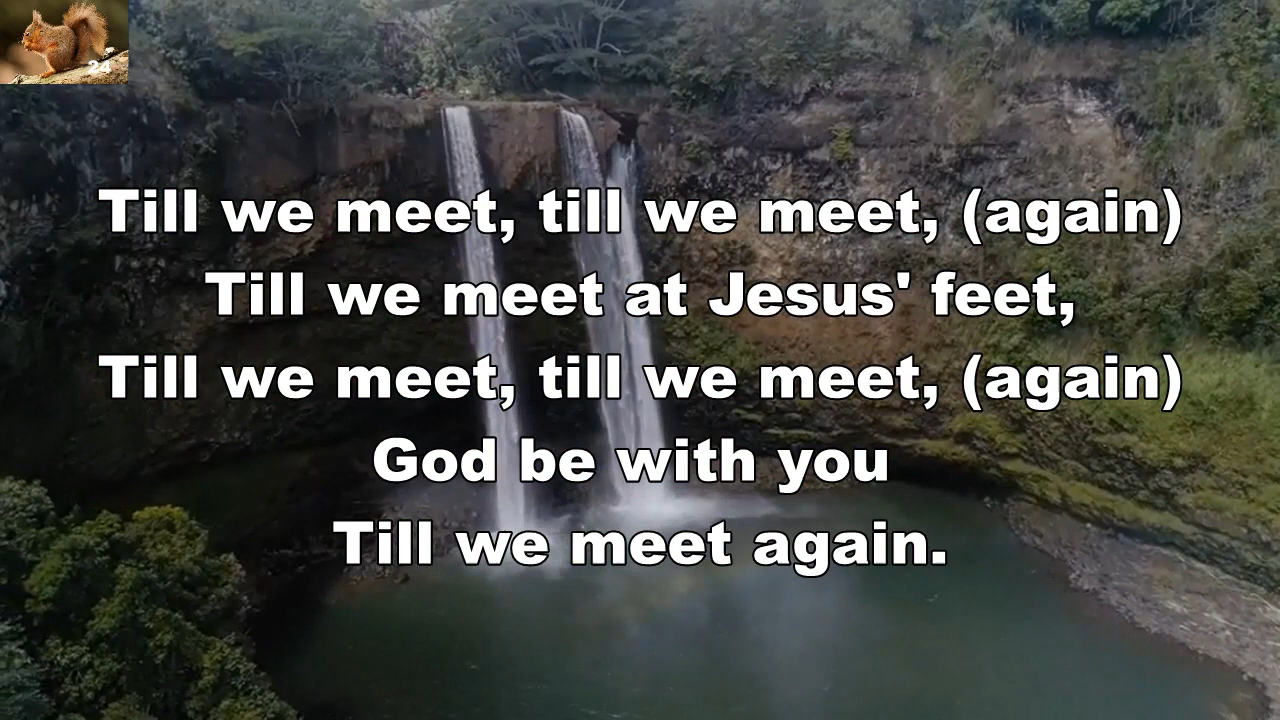 24
Till we meet, till we meet, (again)
Till we meet at Jesus' feet,
Till we meet, till we meet, (again)
God be with you
Till we meet again.